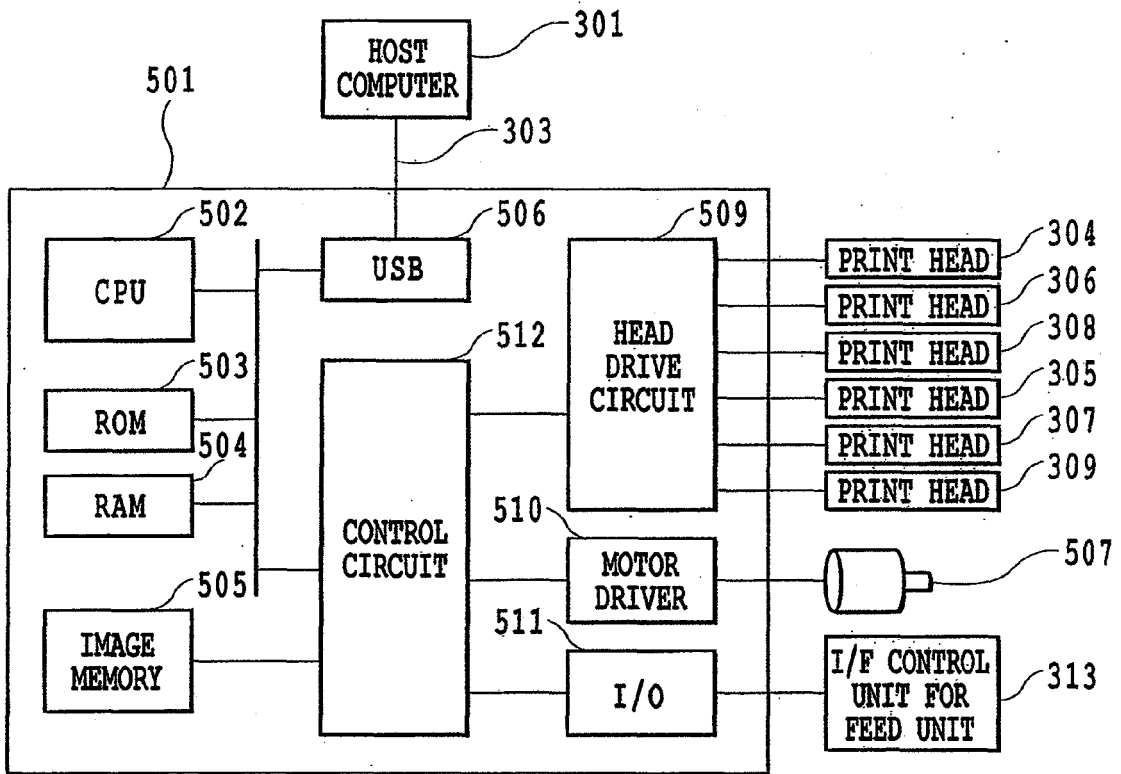 301
HOST
COMPUTER
501
303
502
CPU
506
USB
509
HEAD
DRIVE
CIRCUIT
PRINT HEAD
304
PRINT HEAD
306
PRINT HEAD
308
PRINT HEAD
305
PRINT HEAD
307
PRINT HEAD
309
512
CONTROL
CIRCUIT
503
ROM
504
RAM
505
IMAGE
MEMORY
510
MOTOR
DRIVER
507
511
I/O
I/F CONTROL
UNIT FOR
FEED UNIT
313